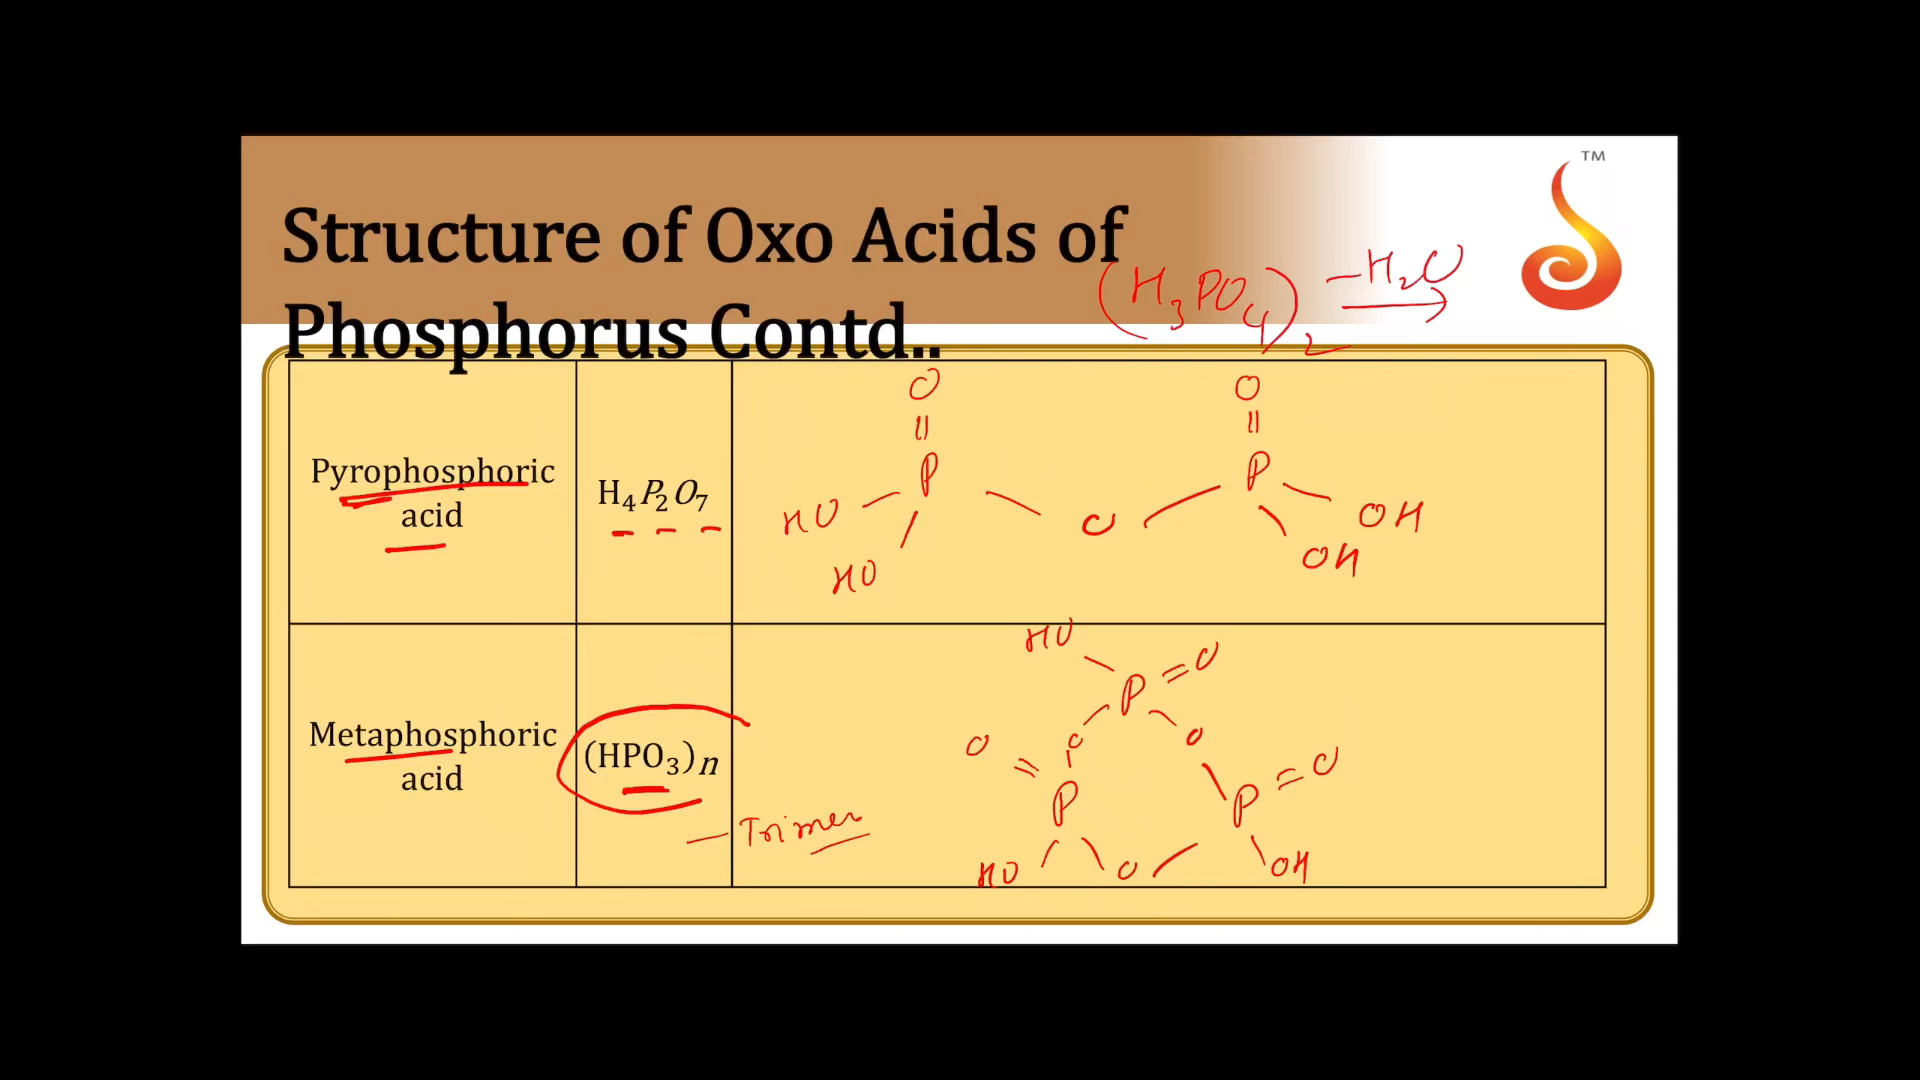 TM
Structure of Oxo Acids of
Phosphorus Contd..
(H₃PO₄)₂ −H₂O →
Pyrophosphoric
acid
H₄P₂O₇
O O
|| ||
P P
HO O OH
HO OH
Metaphosphoric
acid
(HPO₃)n
– Trimer
HO
P = O
O O O
P P = O
HO O OH